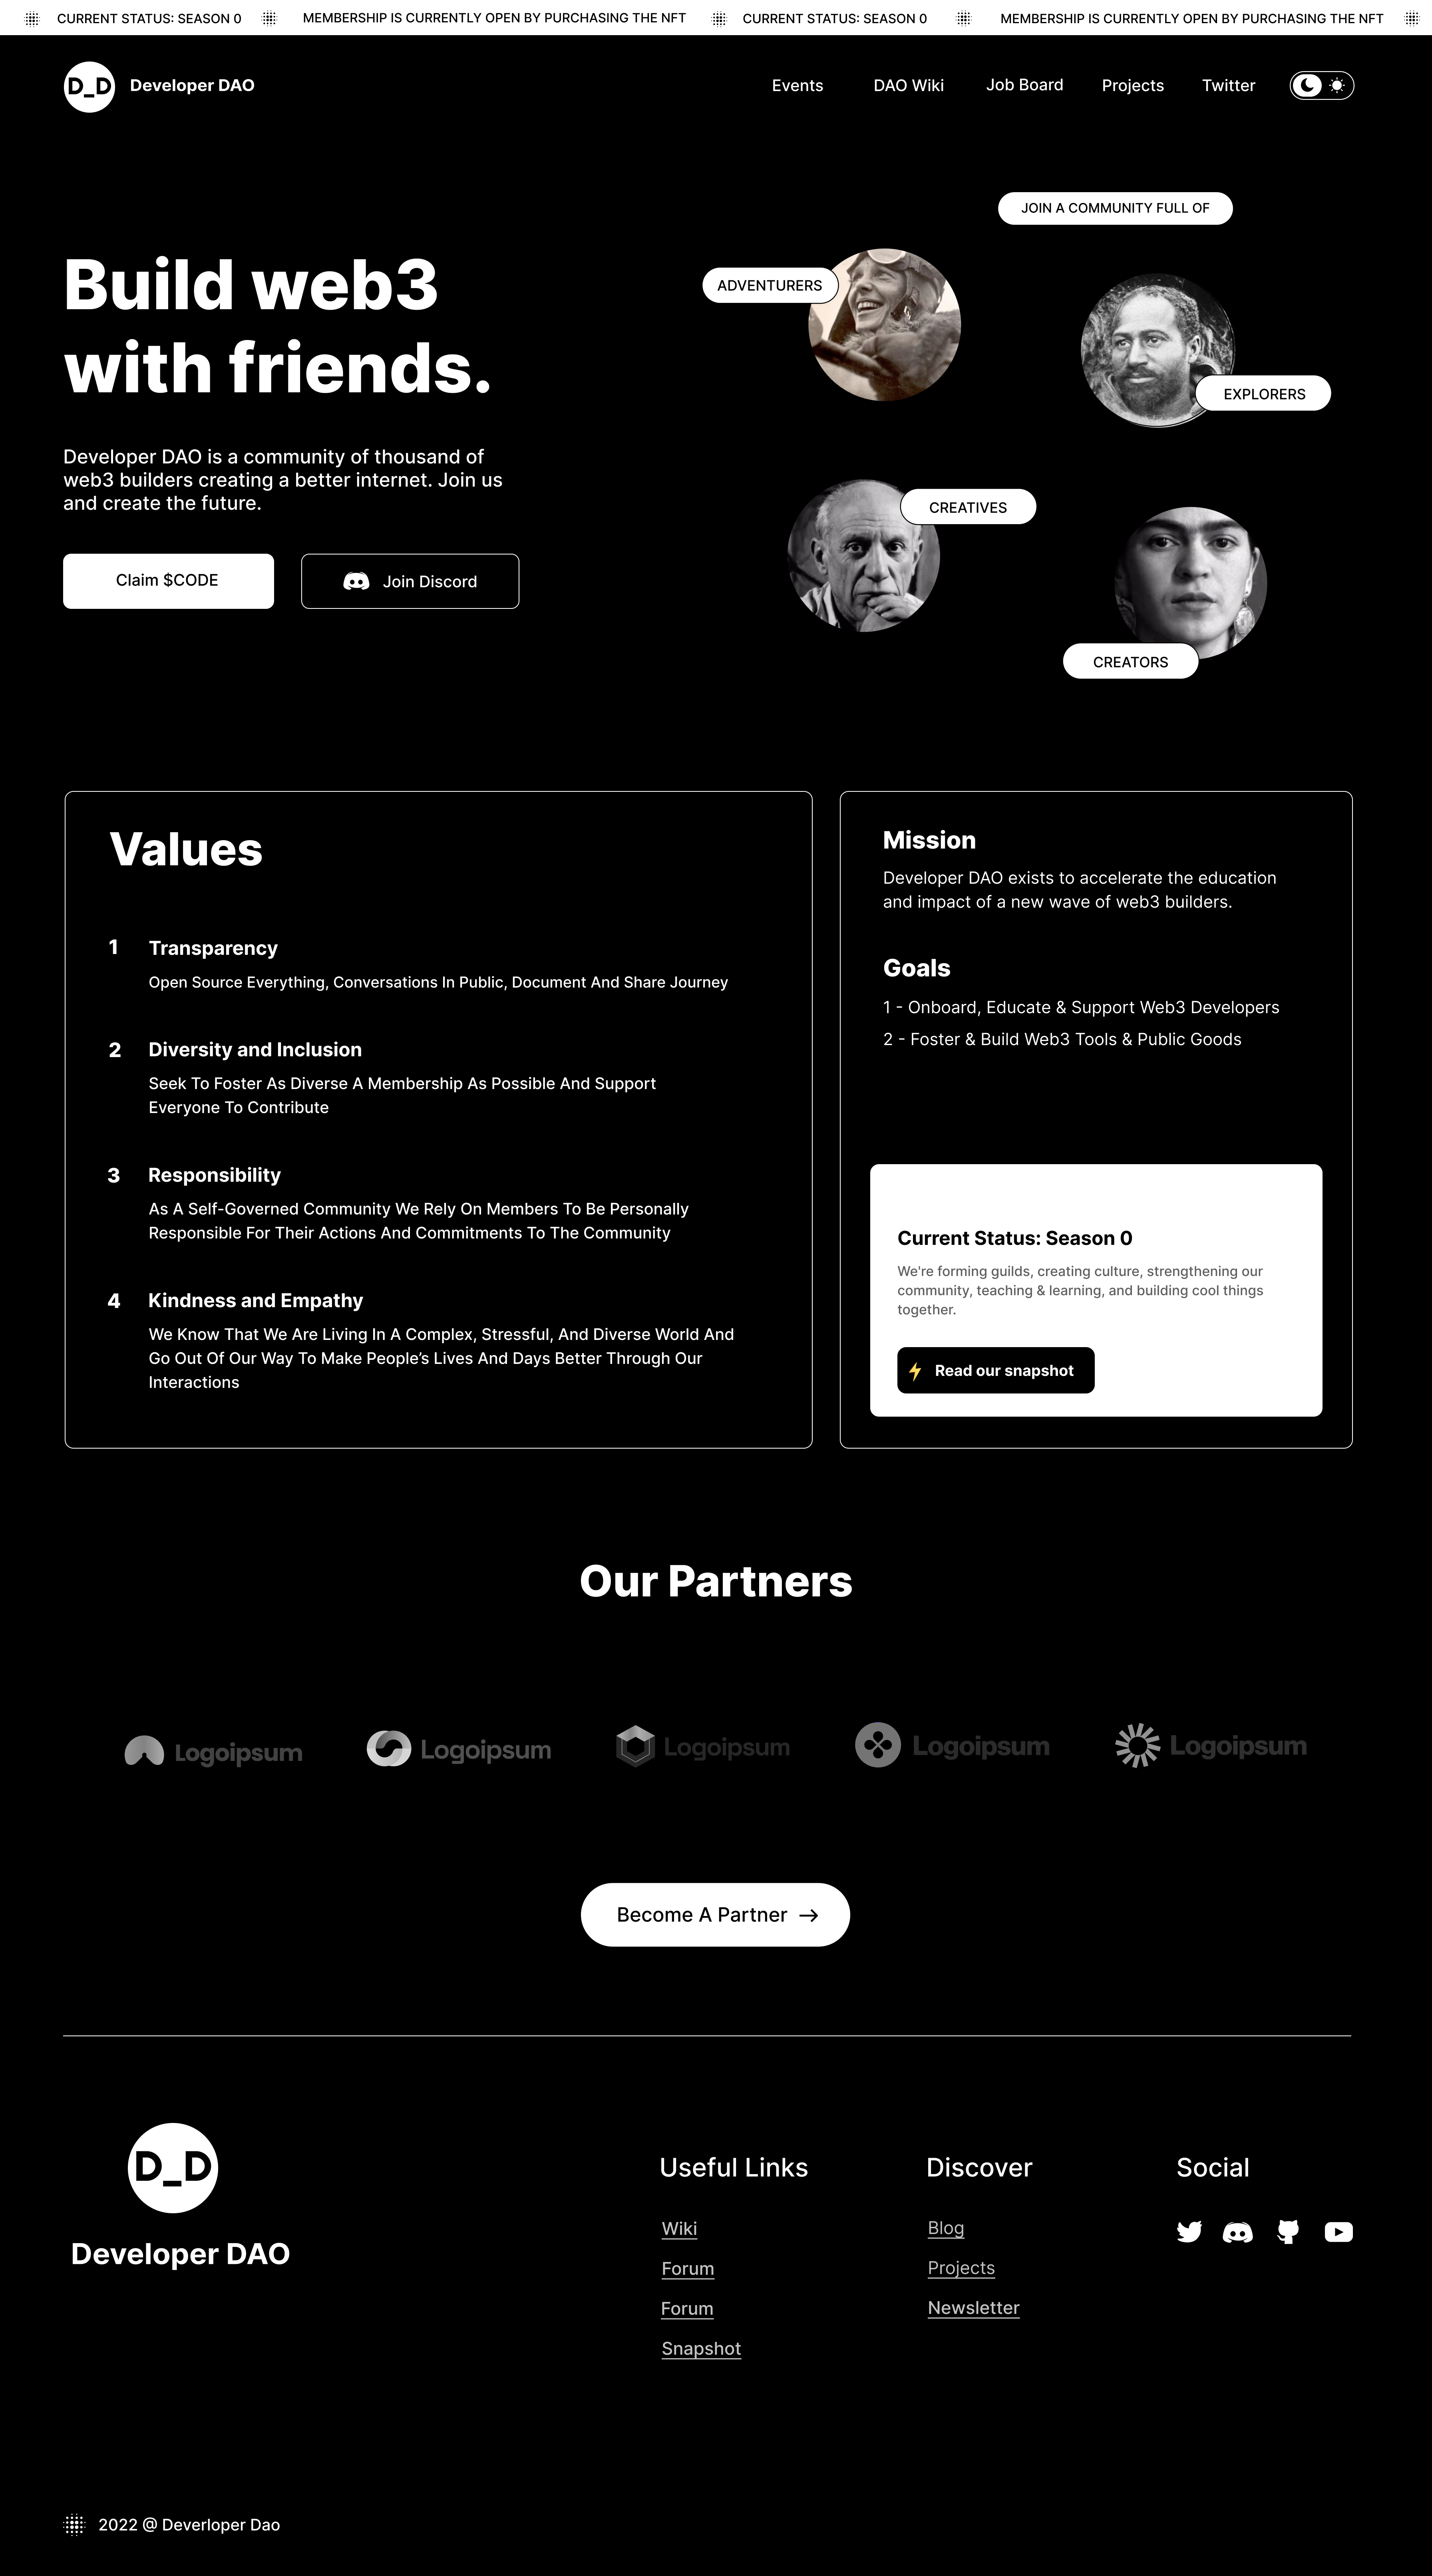 CURRENT STATUS: SEASON 0
MEMBERSHIP IS CURRENTLY OPEN BY PURCHASING THE NFT
CURRENT STATUS: SEASON 0
MEMBERSHIP IS CURRENTLY OPEN BY PURCHASING THE NFT
D_D
Developer DAO
Events
DAO Wiki
Job Board
Projects
Twitter
JOIN A COMMUNITY FULL OF
ADVENTURERS
EXPLORERS
CREATIVES
CREATORS
Build web3
with friends.
Developer DAO is a community of thousand of
web3 builders creating a better internet. Join us
and create the future.
Claim $CODE
Join Discord
Values
1 Transparency
Open Source Everything, Conversations In Public, Document And Share Journey
2 Diversity and Inclusion
Seek To Foster As Diverse A Membership As Possible And Support
Everyone To Contribute
3 Responsibility
As A Self-Governed Community We Rely On Members To Be Personally
Responsible For Their Actions And Commitments To The Community
4 Kindness and Empathy
We Know That We Are Living In A Complex, Stressful, And Diverse World And
Go Out Of Our Way To Make People’s Lives And Days Better Through Our
Interactions
Mission
Developer DAO exists to accelerate the education
and impact of a new wave of web3 builders.
Goals
1 - Onboard, Educate & Support Web3 Developers
2 - Foster & Build Web3 Tools & Public Goods
Current Status: Season 0
We're forming guilds, creating culture, strengthening our
community, teaching & learning, and building cool things
together.
Read our snapshot
Our Partners
Logoipsum
Logoipsum
Logoipsum
Logoipsum
Logoipsum
Become A Partner →
D_D
Developer DAO
Useful Links
Wiki
Forum
Forum
Snapshot
Discover
Blog
Projects
Newsletter
Social
2022 @ Deverloper Dao